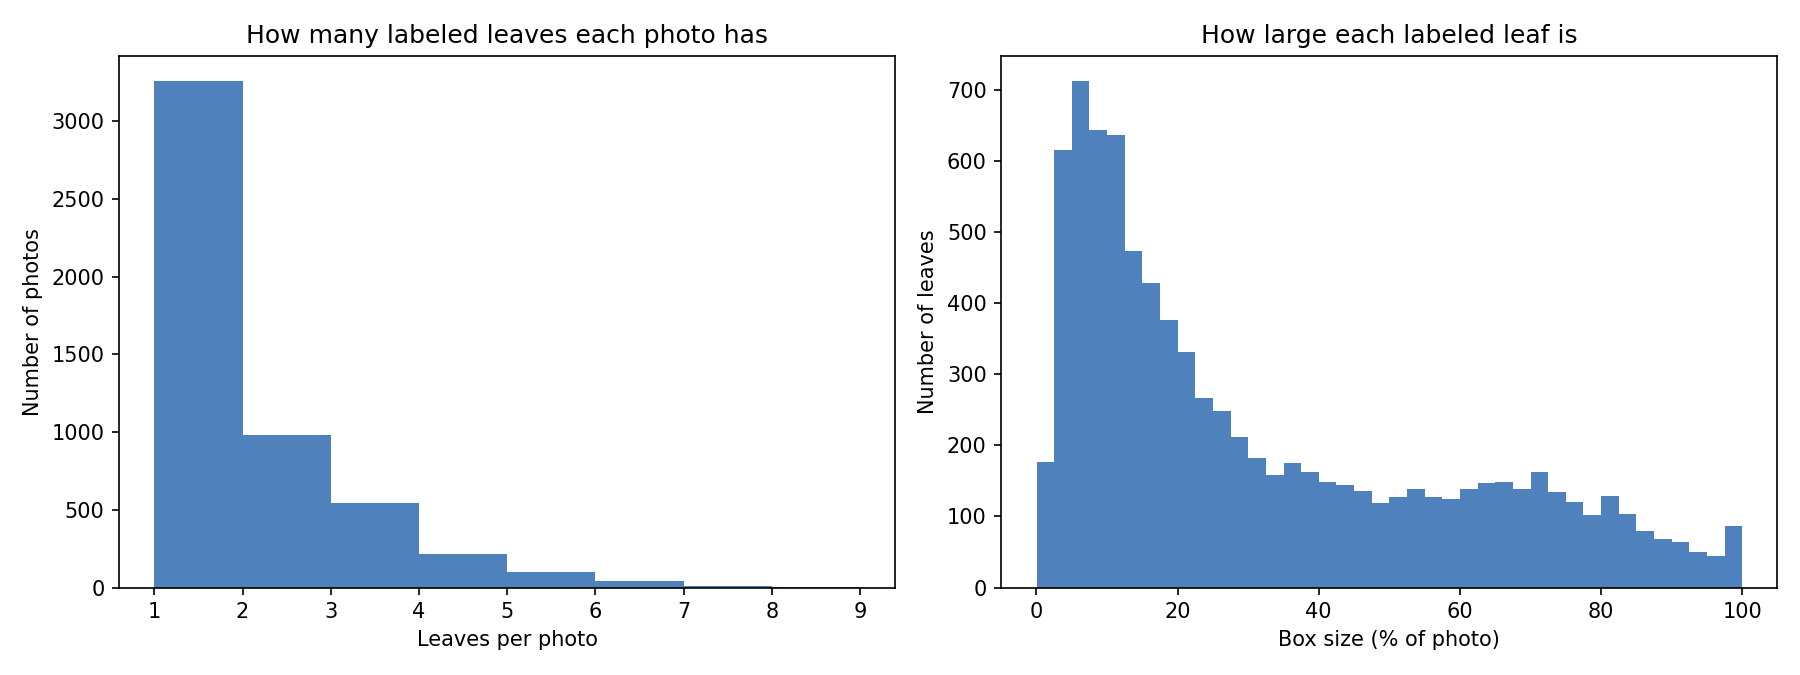 How many labeled leaves each photo has
3000
2500
2000
1500
1000
500
0
Number of photos
1 2 3 4 5 6 7 8 9
Leaves per photo
How large each labeled leaf is
700
600
500
400
300
200
100
0
Number of leaves
0 20 40 60 80 100
Box size (% of photo)